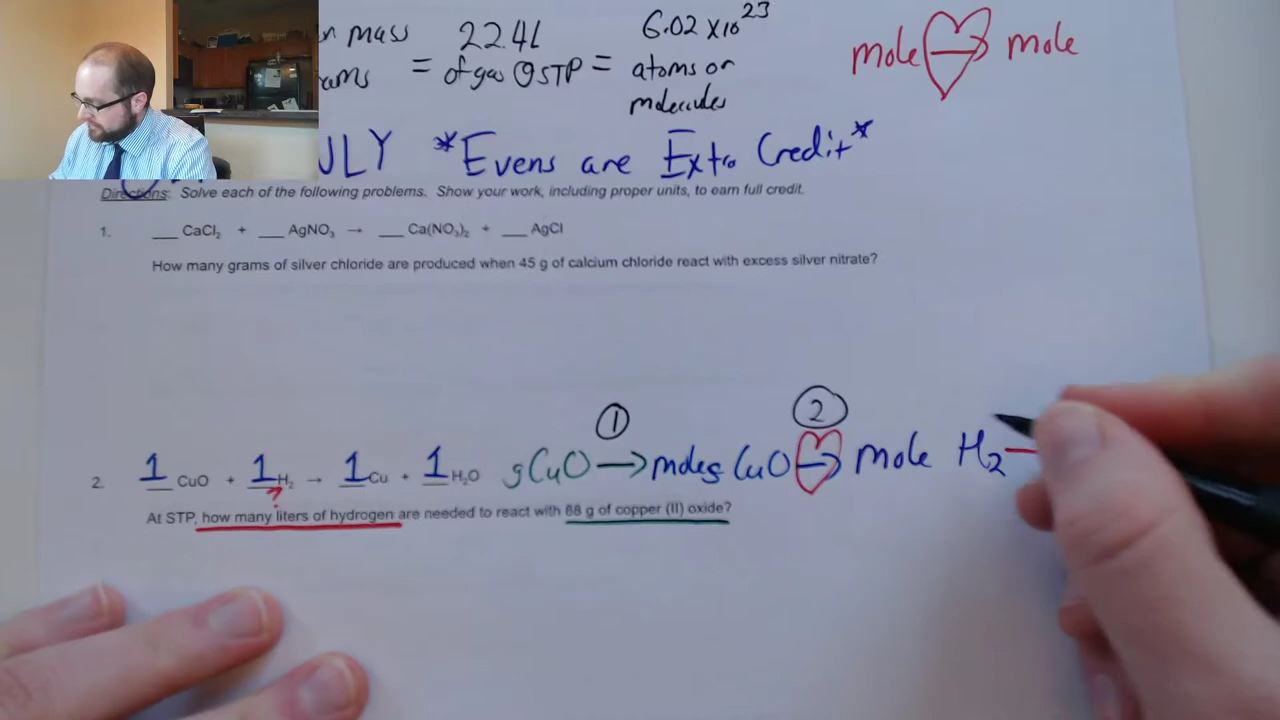 mass 22.4L 6.02 x10^23
= of gas @STP = atoms or
molecules
mole → mole
*Evens are Extra Credit*
Directions: Solve each of the following problems. Show your work, including proper units, to earn full credit.
1. ___ CaCl₂ + ___ AgNO₃ → ___ Ca(NO₃)₂ + ___ AgCl
How many grams of silver chloride are produced when 45 g of calcium chloride react with excess silver nitrate?
① ②
2. 1 CuO + 1 H₂ → 1 Cu + 1 H₂O g CuO → moles CuO → mole H₂
?
At STP, how many liters of hydrogen are needed to react with 88 g of copper (II) oxide?